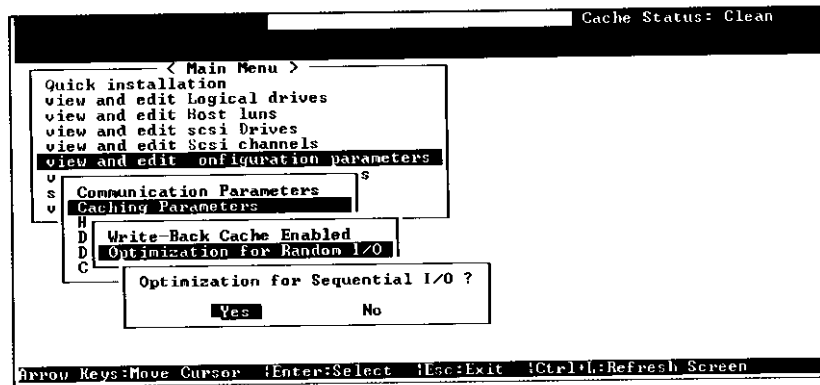 Cache Status: Clean
< Main Menu >
Quick installation
view and edit Logical drives
view and edit Host luns
view and edit scsi Drives
view and edit Scsi channels
view and edit onfiguration parameters
v s
s Communication Parameters
v Caching Parameters
H
D Write-Back Cache Enabled
D Optimization for Random I/O
C
Optimization for Sequential I/O ?
Yes No
Arrow Keys:Move Cursor |Enter:Select |Esc:Exit |Ctrl+L:Refresh Screen